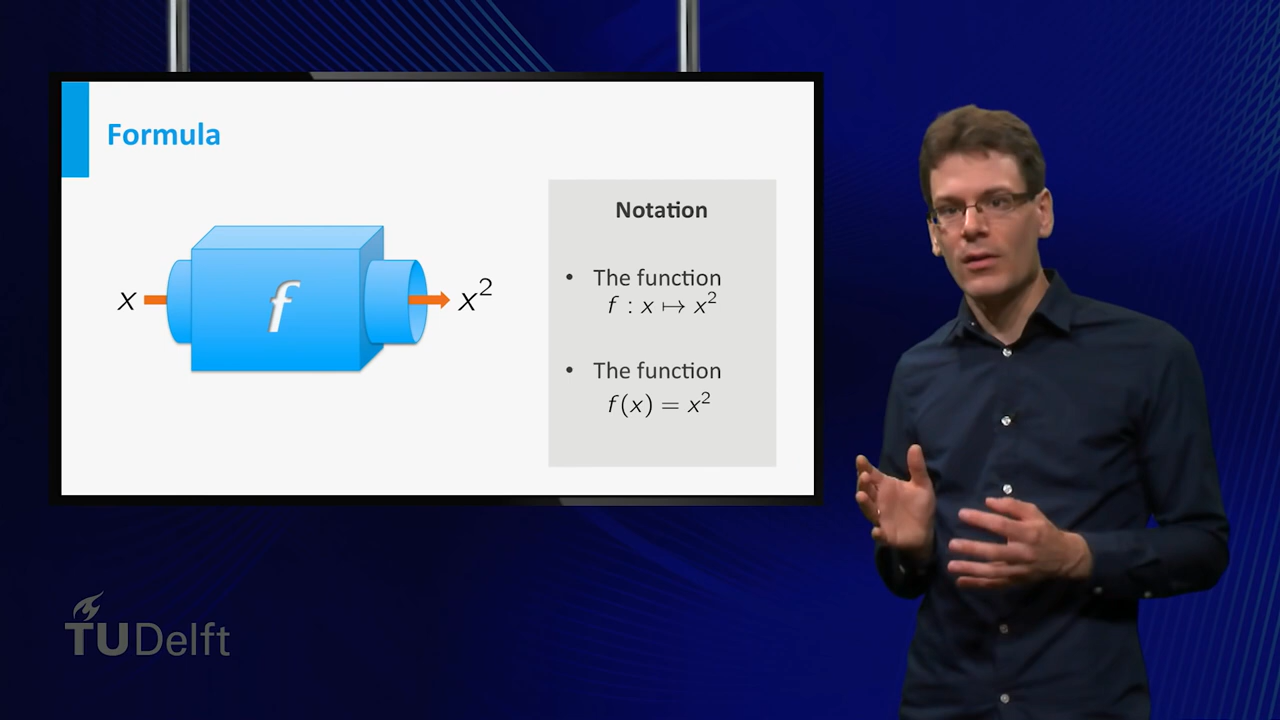 Formula
x
f
x²
Notation
• The function
f : x ↦ x²
• The function
f(x) = x²
TUDelft